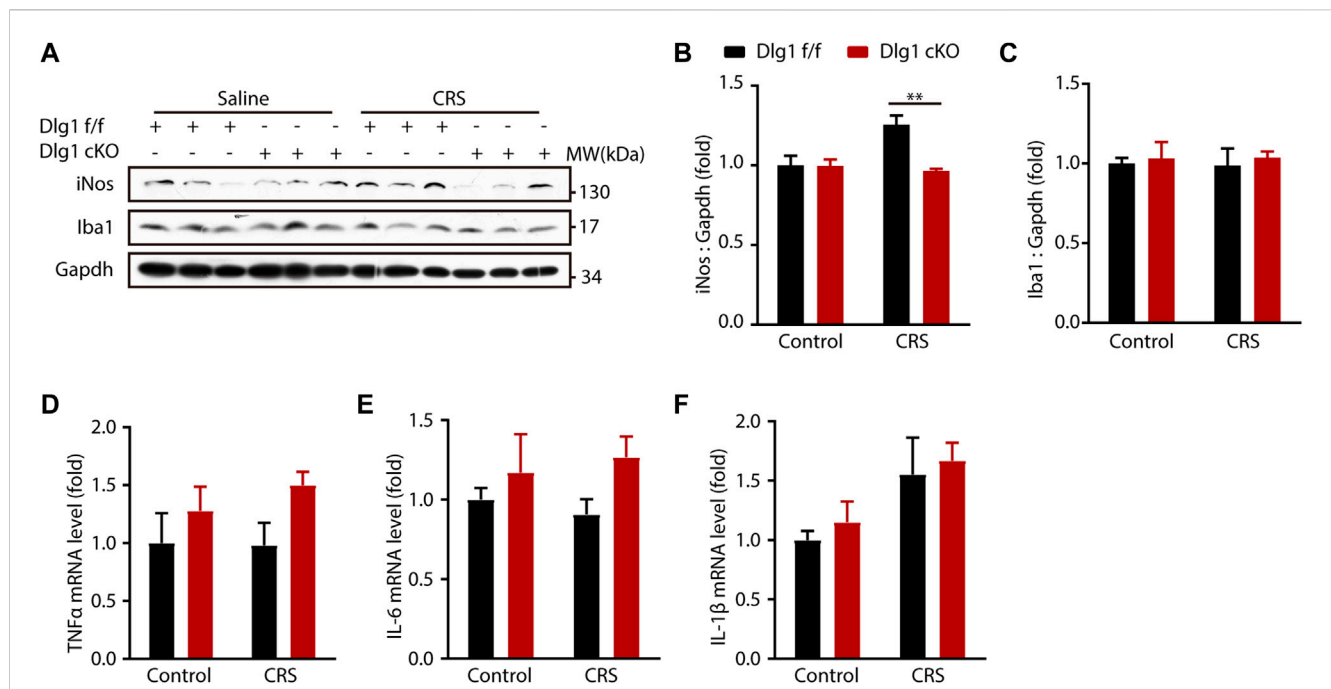 A
Saline CRS
Dlg1 f/f + + + - - - + + + - - -
Dlg1 cKO - - - + + + - - - + + + MW(kDa)
iNos 130
Iba1 17
Gapdh 34
Dlg1 f/f Dlg1 cKO
B
iNos : Gapdh (fold)
1.5
**
1.0
0.5
0.0
Control CRS
C
Iba1 : Gapdh (fold)
1.5
1.0
0.5
0.0
Control CRS
D
TNFα mRNA level (fold)
2.0
1.5
1.0
0.5
0.0
Control CRS
E
IL-6 mRNA level (fold)
1.5
1.0
0.5
0.0
Control CRS
F
IL-1β mRNA level (fold)
2.0
1.5
1.0
0.5
0.0
Control CRS